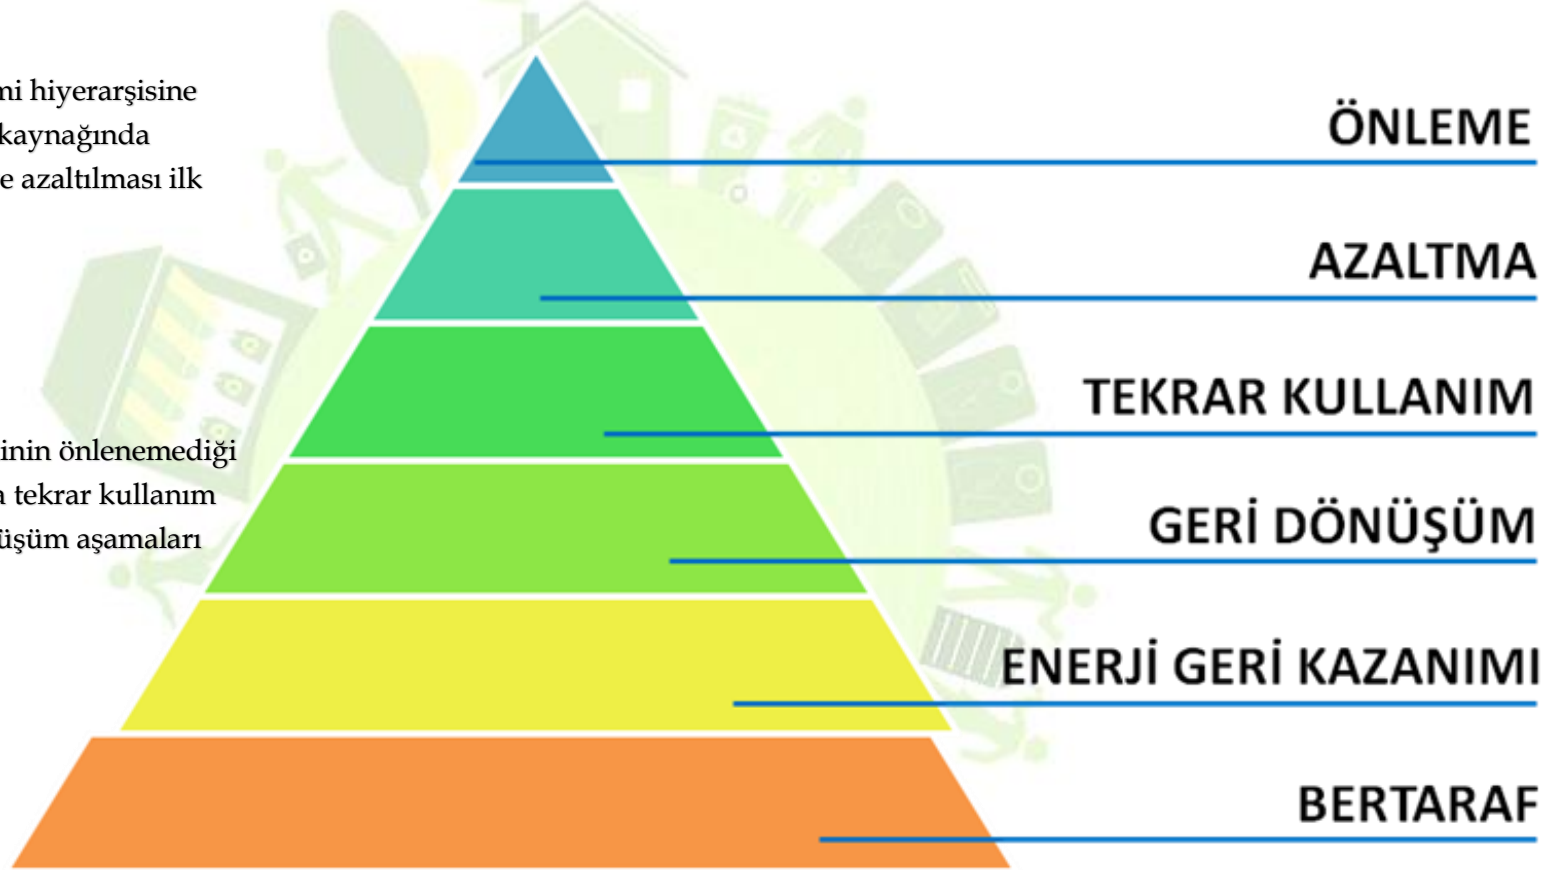 mi hiyerarşisine
kaynağında
e azaltılması ilk
inin önlenemediği
a tekrar kullanım
üşüm aşamaları
ÖNLEME
AZALTMA
TEKRAR KULLANIM
GERİ DÖNÜŞÜM
ENERJİ GERİ KAZANIMI
BERTARAF